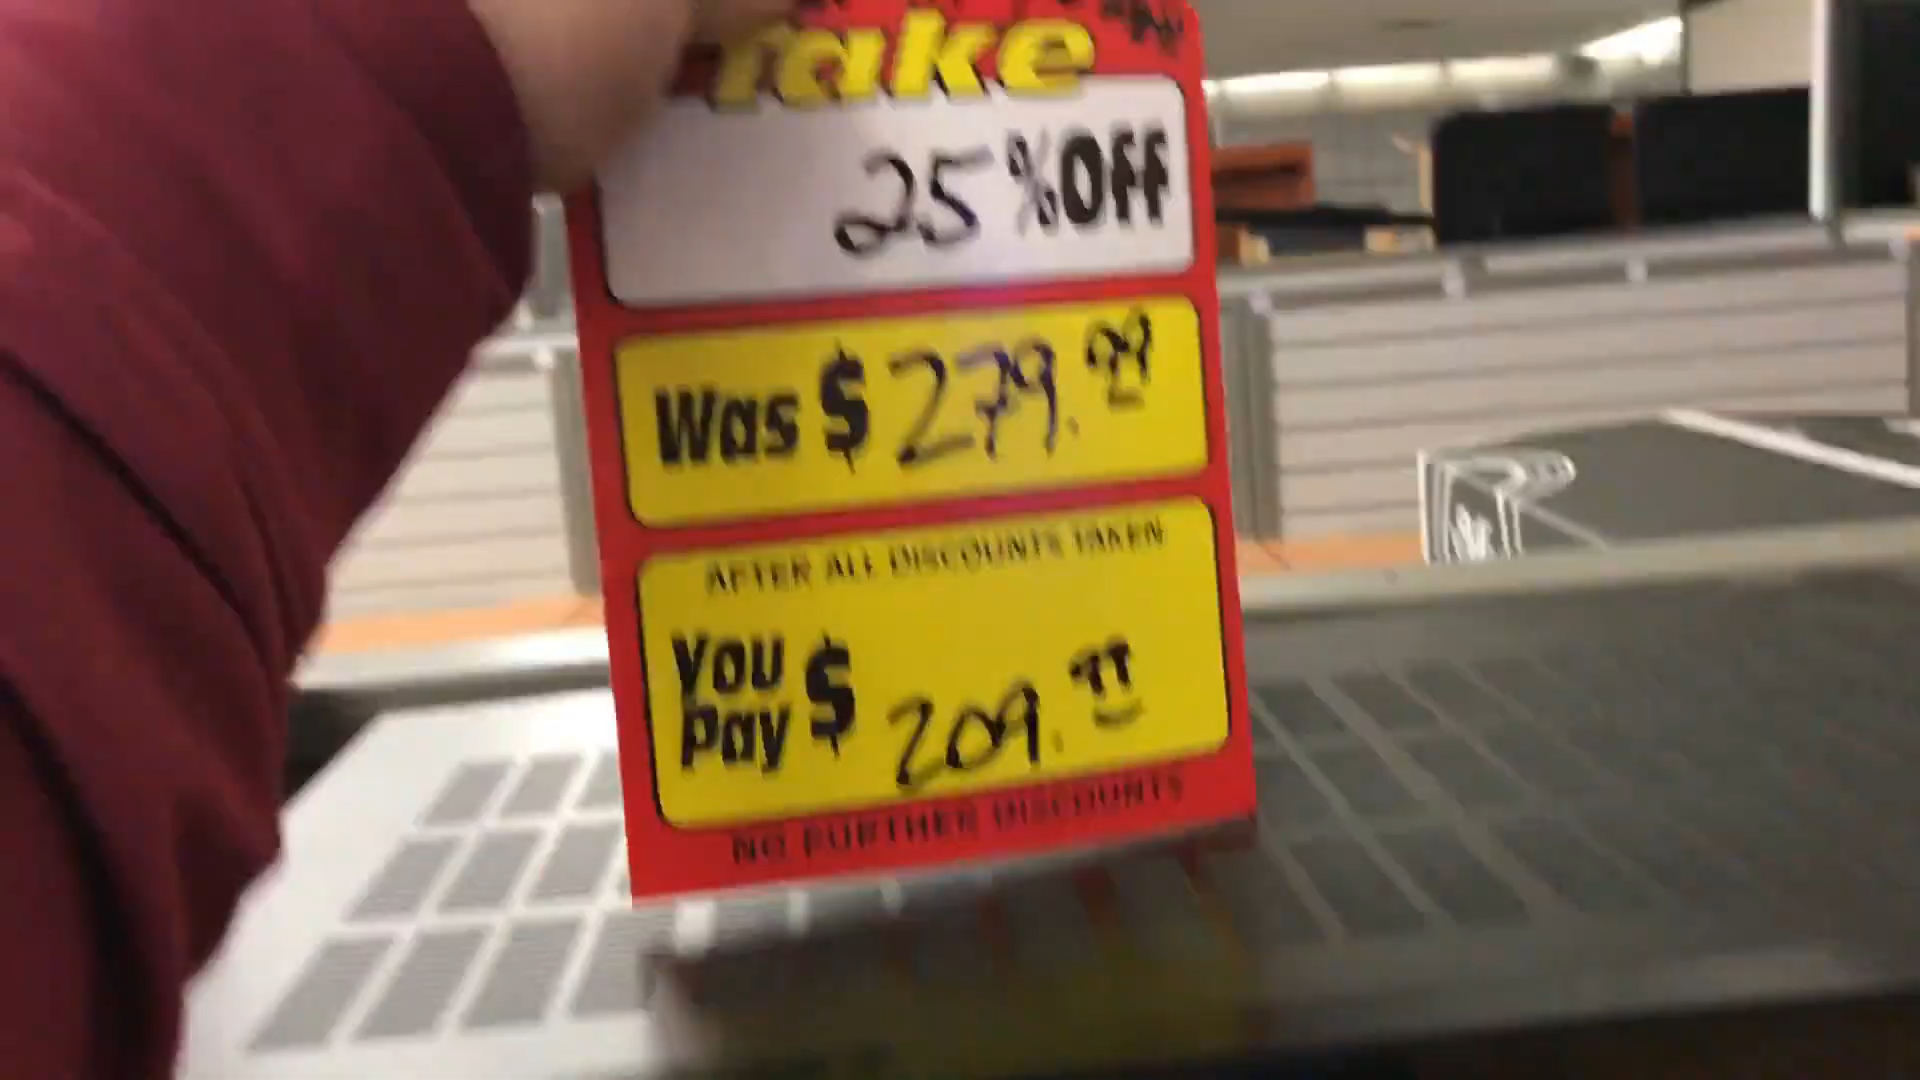 Take
25 %OFF
Was $ 279.99
AFTER ALL DISCOUNTS TAKEN
You Pay $ 209.99
NO FURTHER DISCOUNTS